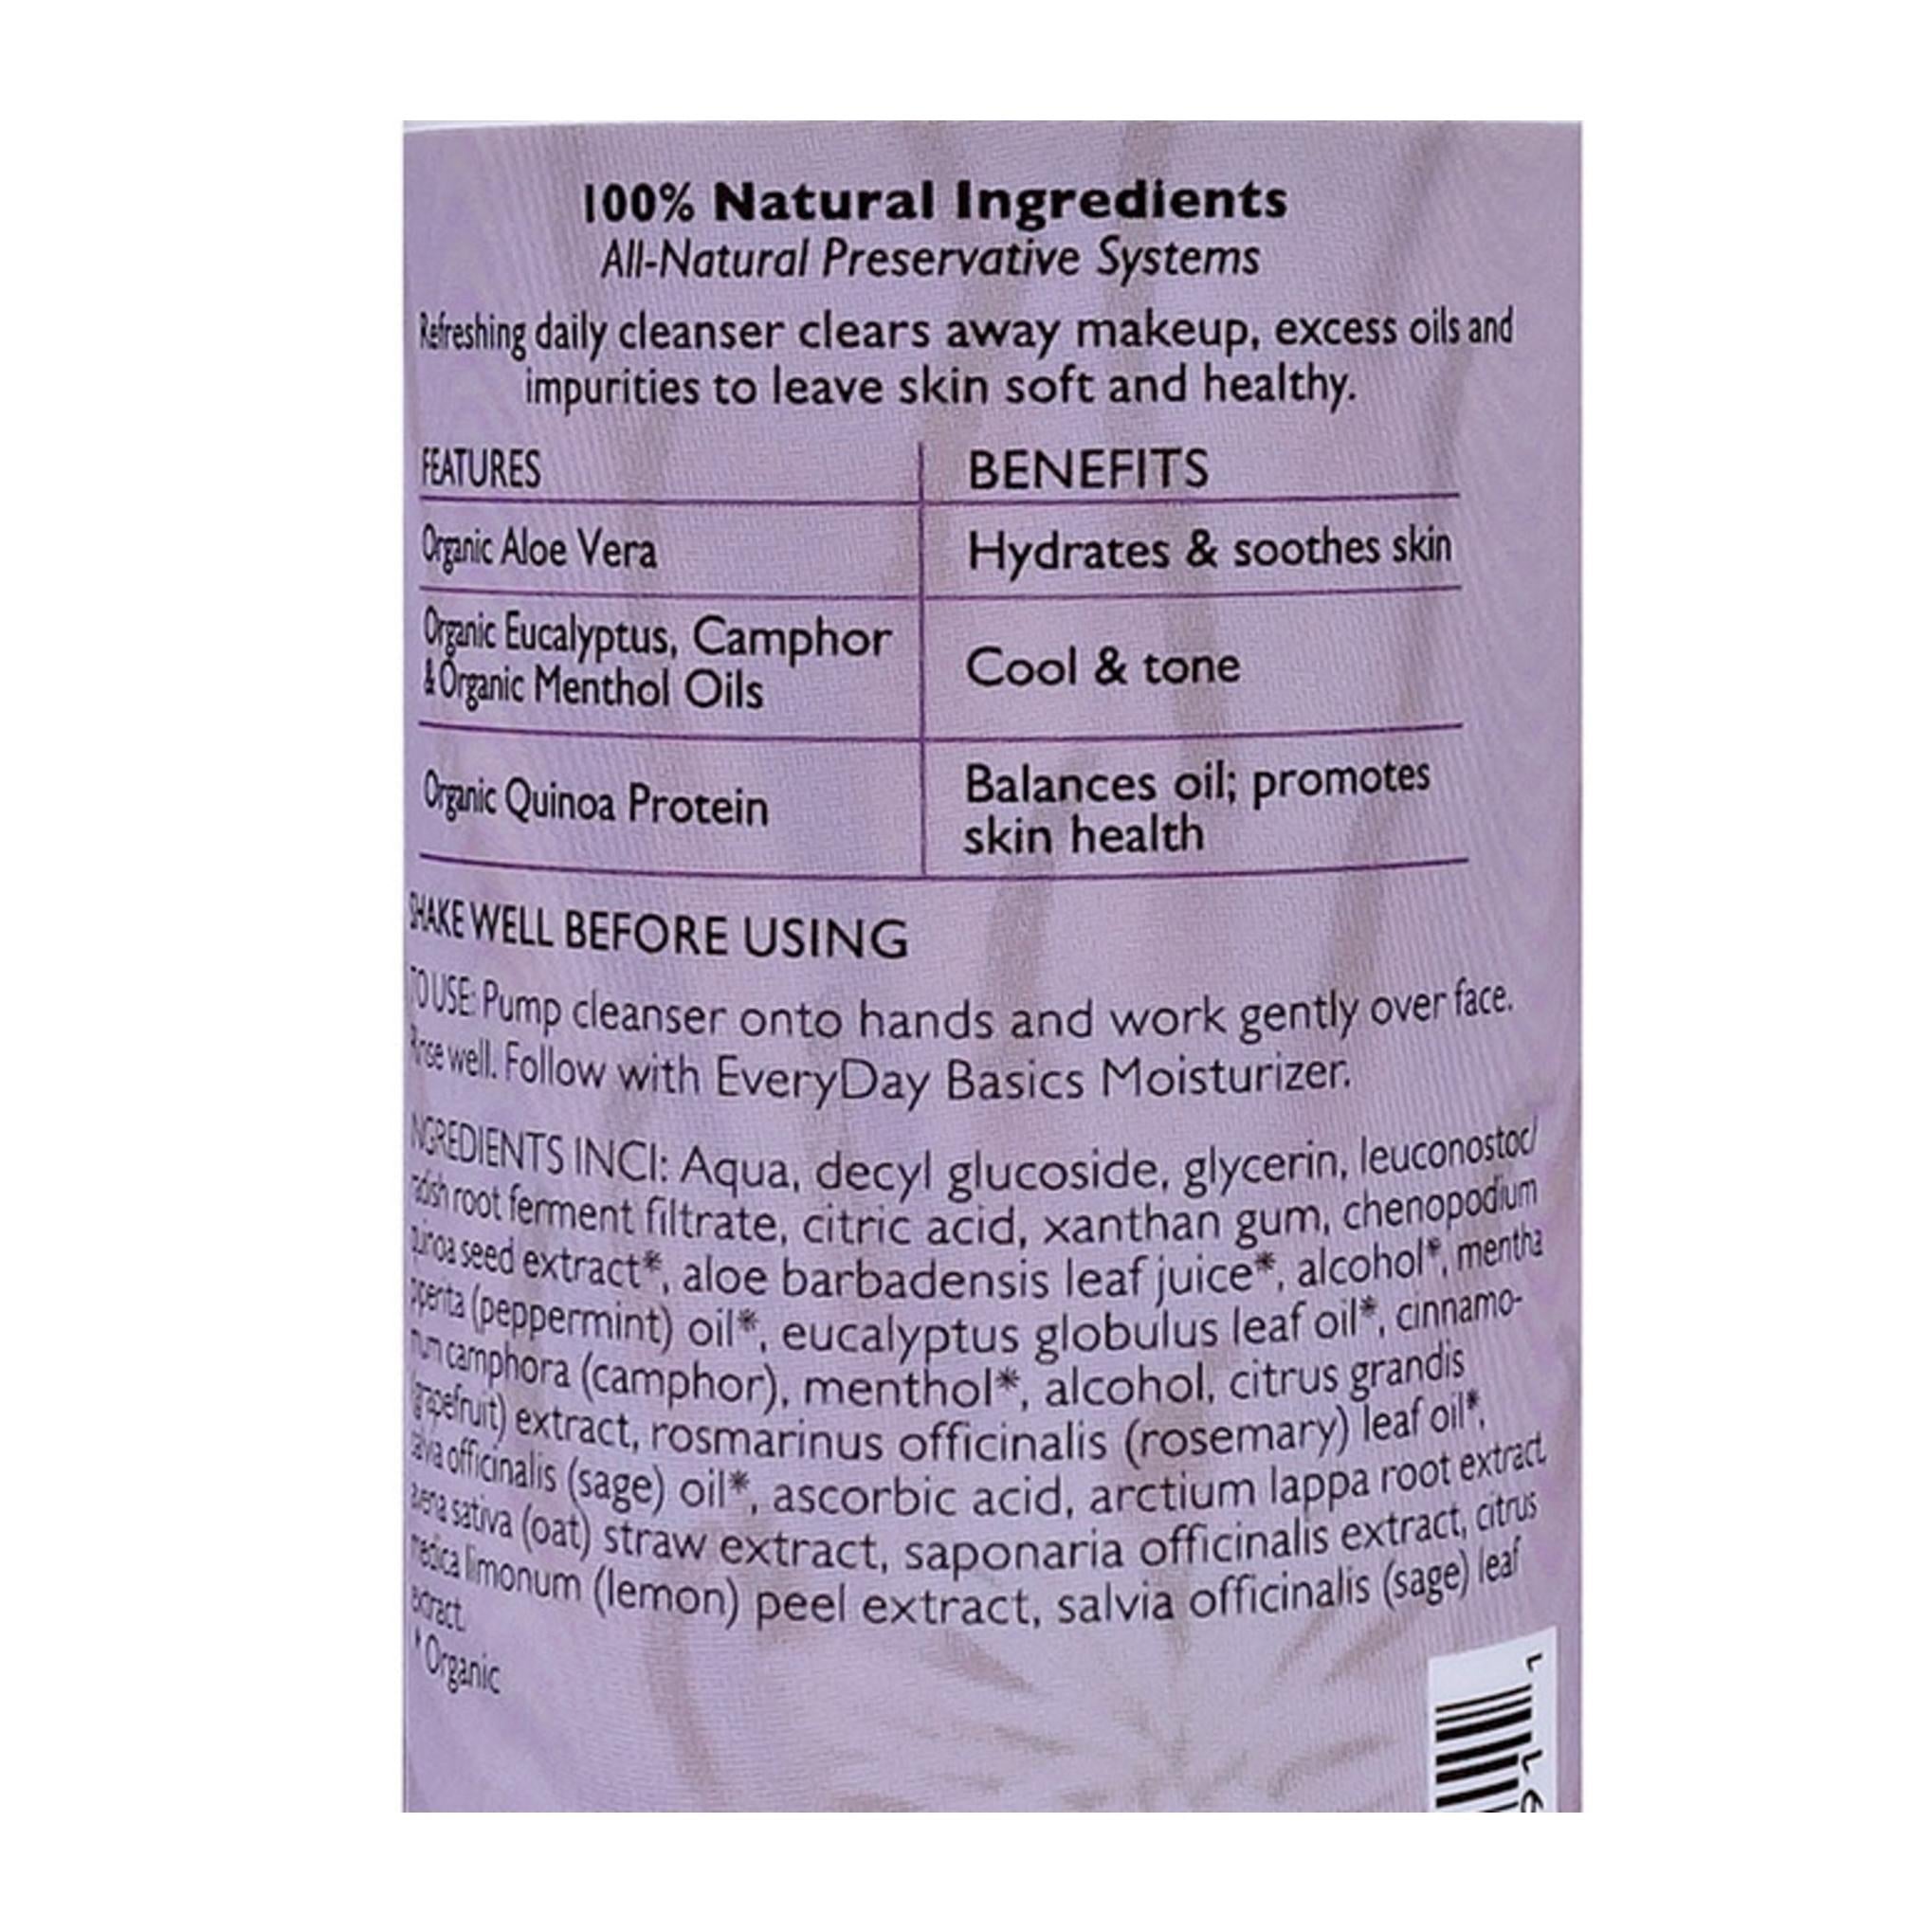 100% Natural Ingredients
All-Natural Preservative Systems
Refreshing daily cleanser clears away makeup, excess oils and
impurities to leave skin soft and healthy.
FEATURES BENEFITS
Organic Aloe Vera Hydrates & soothes skin
Organic Eucalyptus, Camphor
& Organic Menthol Oils
Cool & tone
Organic Quinoa Protein
Balances oil; promotes
skin health
SHAKE WELL BEFORE USING
TO USE: Pump cleanser onto hands and work gently over face.
Rinse well. Follow with EveryDay Basics Moisturizer.
INGREDIENTS INCI: Aqua, decyl glucoside, glycerin, leuconostoc/
radish root ferment filtrate, citric acid, xanthan gum, chenopodium
quinoa seed extract*, aloe barbadensis leaf juice*, alcohol*, mentha
piperita (peppermint) oil*, eucalyptus globulus leaf oil*, cinnamo-
mum camphora (camphor), menthol*, alcohol, citrus grandis
(grapefruit) extract, rosmarinus officinalis (rosemary) leaf oil*,
salvia officinalis (sage) oil*, ascorbic acid, arctium lappa root extract
avena sativa (oat) straw extract, saponaria officinalis extract, citrus
medica limonum (lemon) peel extract, salvia officinalis (sage) leaf
extract.
* Organic